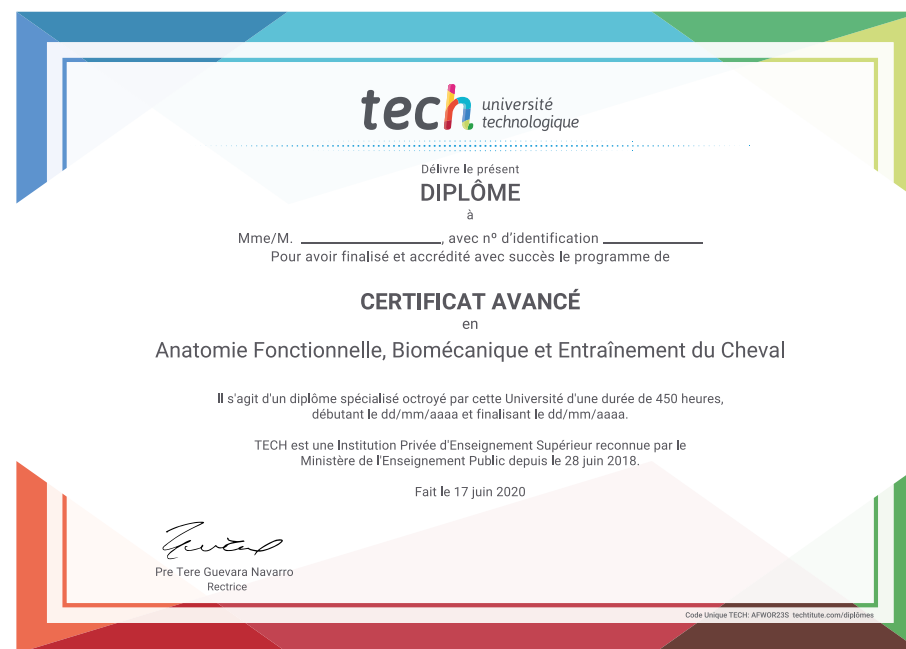 tech université
technologique
Délivre le présent
DIPLÔME
à
Mme/M. ____________________, avec nº d'identification ______________
Pour avoir finalisé et accrédité avec succès le programme de
CERTIFICAT AVANCÉ
en
Anatomie Fonctionnelle, Biomécanique et Entraînement du Cheval
Il s'agit d'un diplôme spécialisé octroyé par cette Université d'une durée de 450 heures,
débutant le dd/mm/aaaa et finalisant le dd/mm/aaaa.
TECH est une Institution Privée d'Enseignement Supérieur reconnue par le
Ministère de l'Enseignement Public depuis le 28 juin 2018.
Fait le 17 juin 2020
Pre Tere Guevara Navarro
Rectrice
Code Unique TECH: AFWOR23S techtitute.com/diplômes